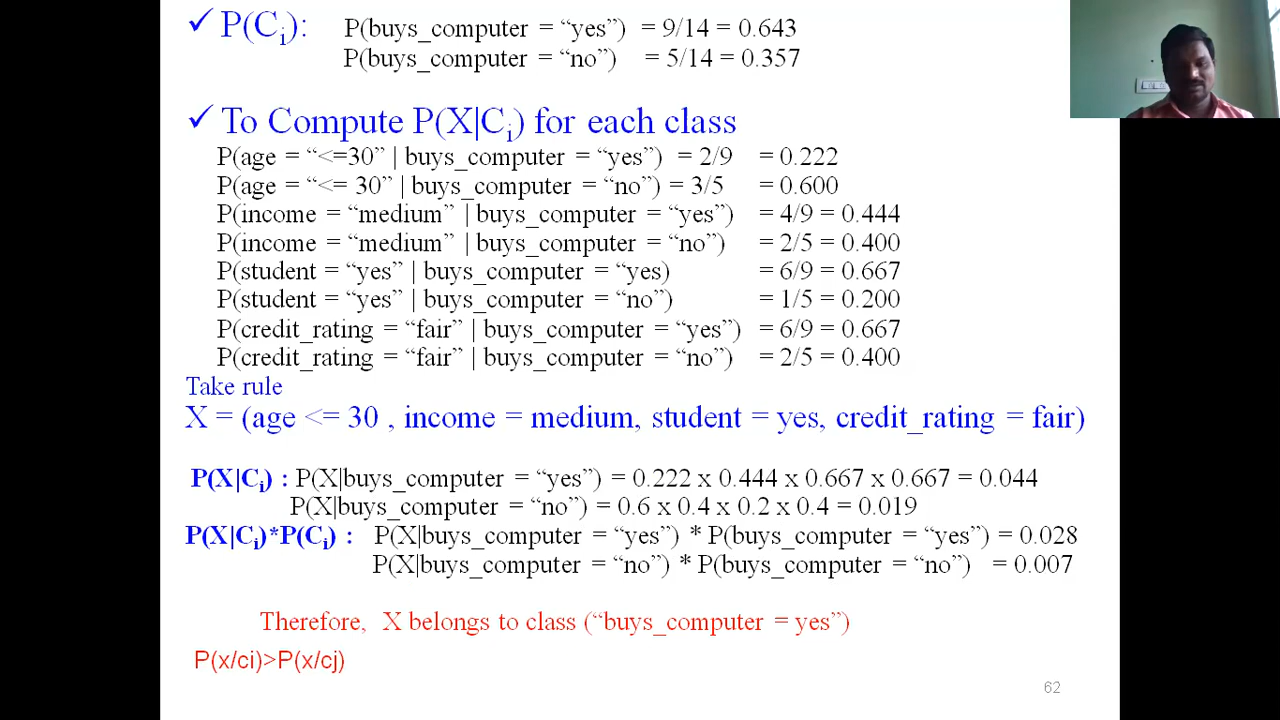 ✓ P(Ci): P(buys_computer = “yes”) = 9/14 = 0.643
P(buys_computer = “no”) = 5/14 = 0.357
✓ To Compute P(X|Ci) for each class
P(age = “<=30” | buys_computer = “yes”) = 2/9 = 0.222
P(age = “<= 30” | buys_computer = “no”) = 3/5 = 0.600
P(income = “medium” | buys_computer = “yes”) = 4/9 = 0.444
P(income = “medium” | buys_computer = “no”) = 2/5 = 0.400
P(student = “yes” | buys_computer = “yes) = 6/9 = 0.667
P(student = “yes” | buys_computer = “no”) = 1/5 = 0.200
P(credit_rating = “fair” | buys_computer = “yes”) = 6/9 = 0.667
P(credit_rating = “fair” | buys_computer = “no”) = 2/5 = 0.400
Take rule
X = (age <= 30 , income = medium, student = yes, credit_rating = fair)
P(X|Ci) : P(X|buys_computer = “yes”) = 0.222 x 0.444 x 0.667 x 0.667 = 0.044
P(X|buys_computer = “no”) = 0.6 x 0.4 x 0.2 x 0.4 = 0.019
P(X|Ci)*P(Ci) : P(X|buys_computer = “yes”) * P(buys_computer = “yes”) = 0.028
P(X|buys_computer = “no”) * P(buys_computer = “no”) = 0.007
Therefore, X belongs to class (“buys_computer = yes”)
P(x/ci)>P(x/cj)
62